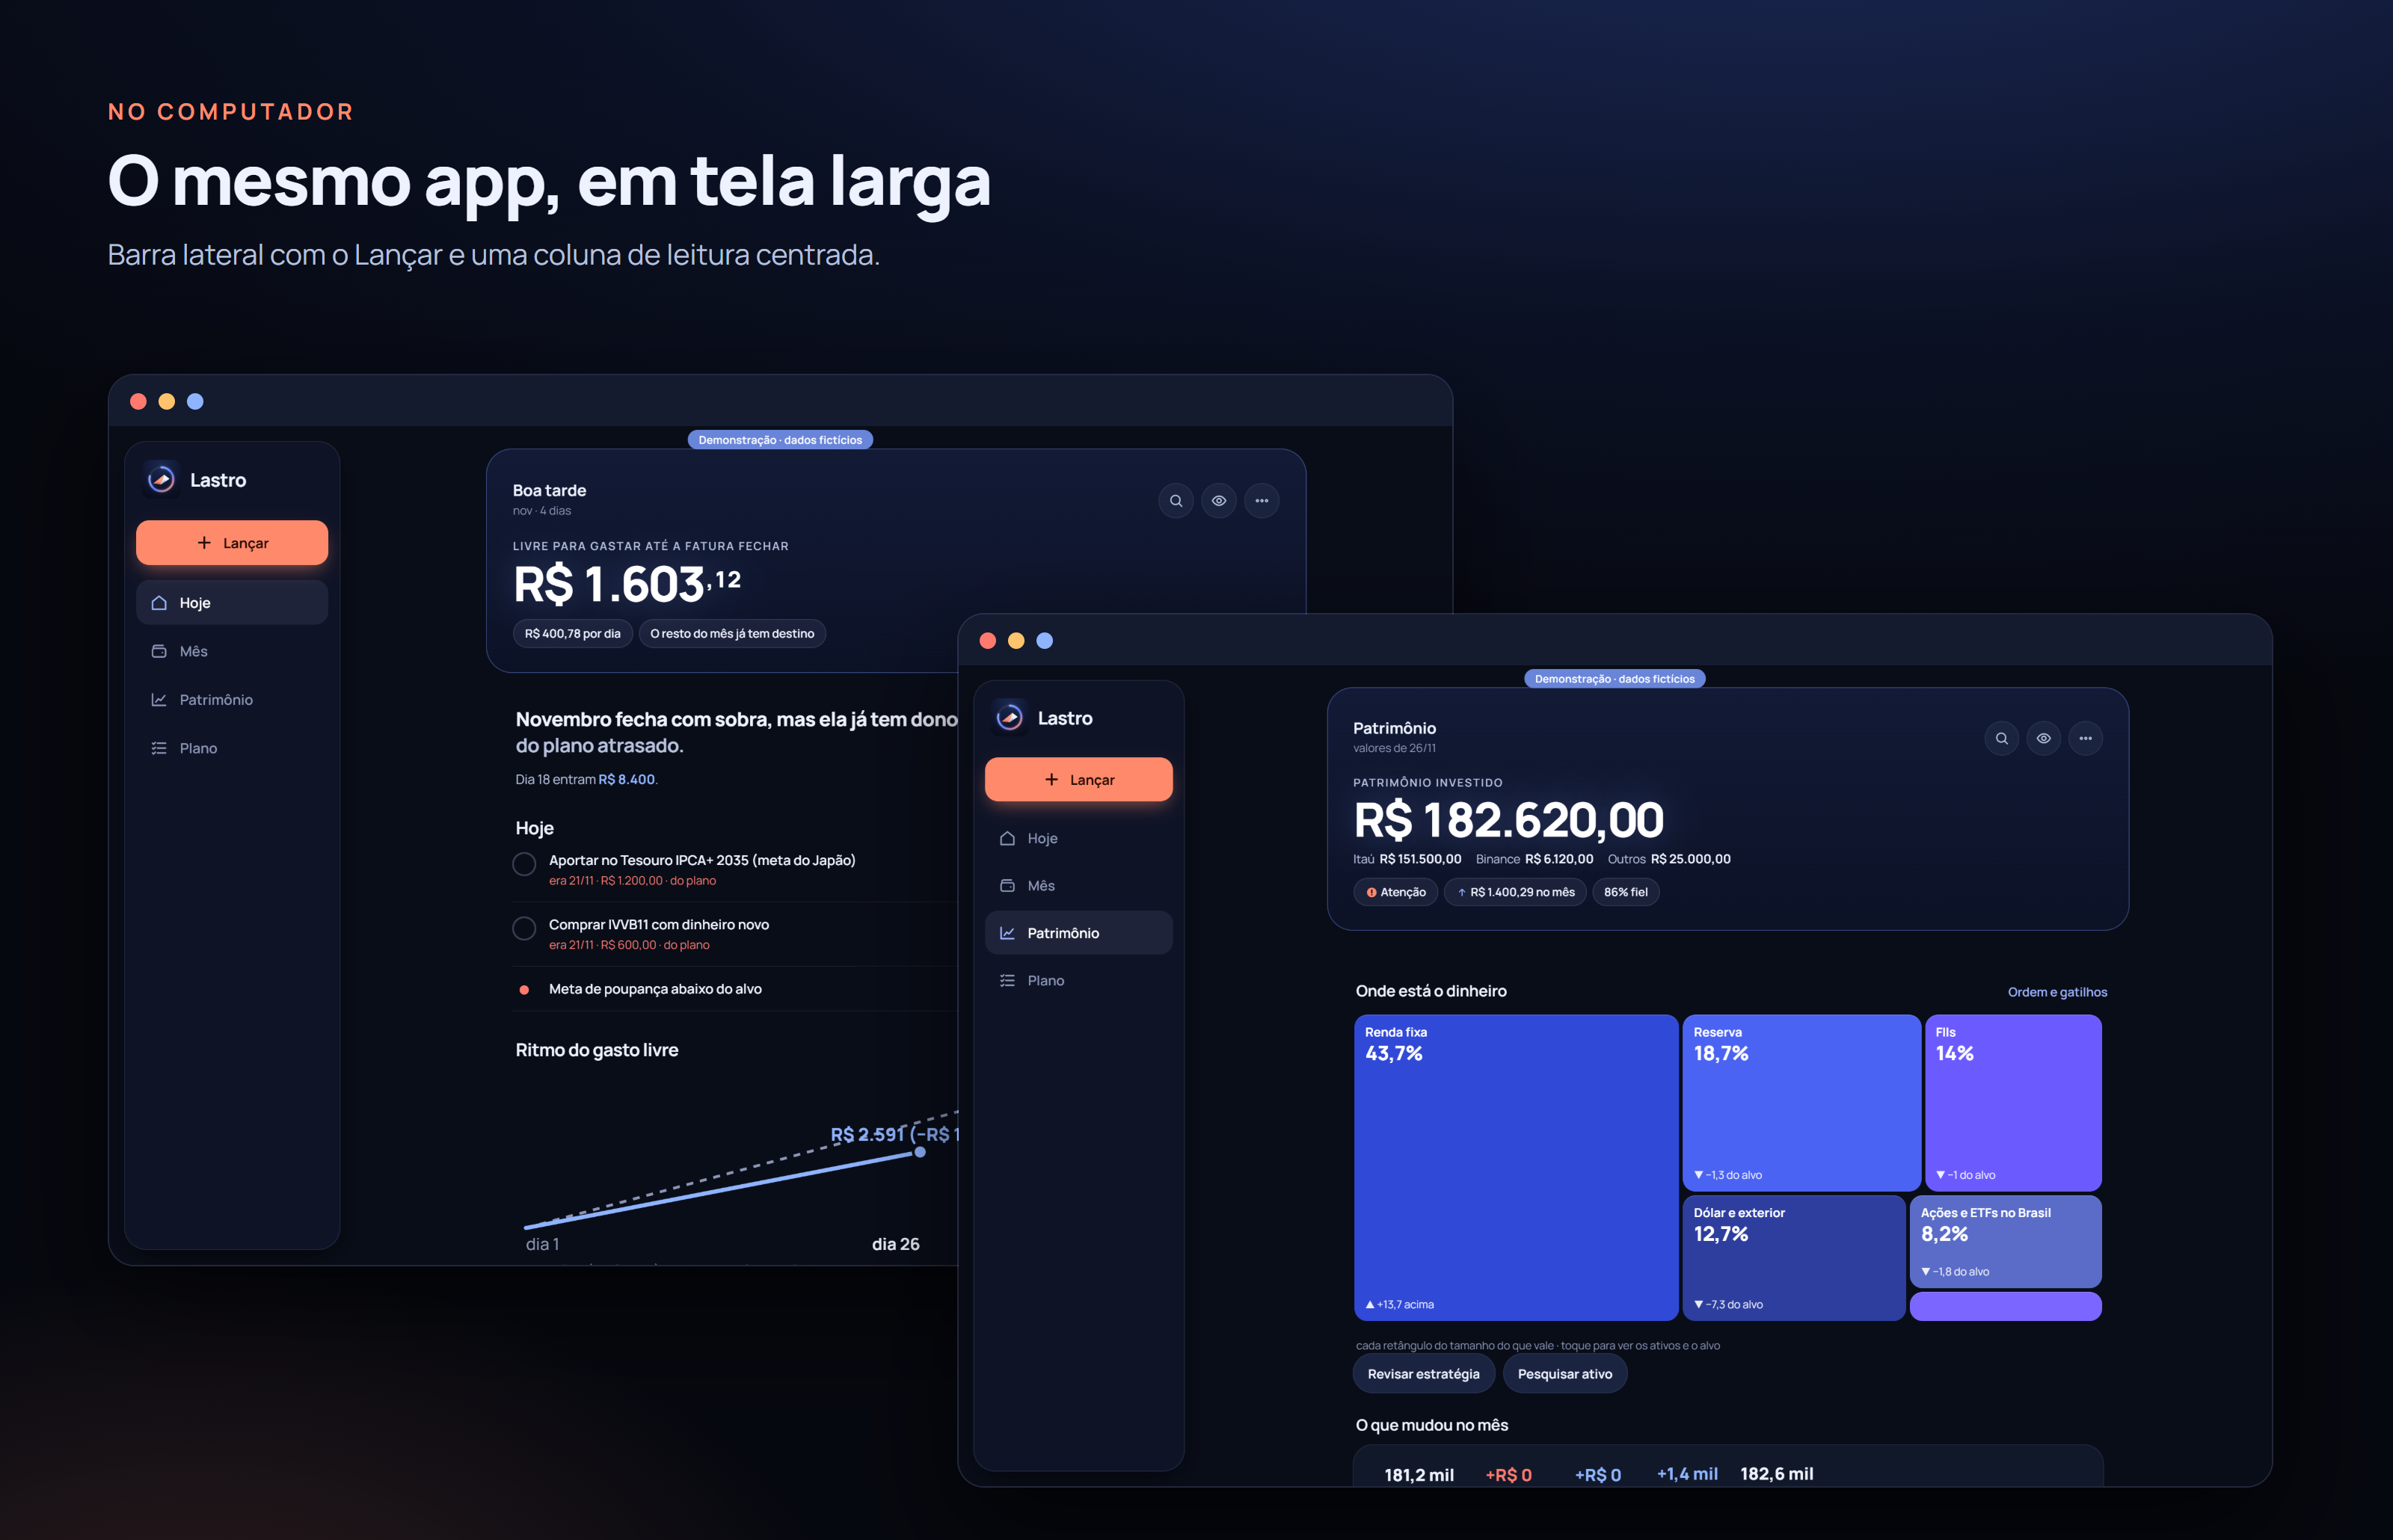 NO COMPUTADOR
O mesmo app, em tela larga
Barra lateral com o Lançar e uma coluna de leitura centrada.
Lastro
Lançar
Hoje
Mês
Patrimônio
Plano
Demonstração · dados fictícios
Boa tarde
nov · 4 dias
LIVRE PARA GASTAR ATÉ A FATURA FECHAR
R$ 1.603,12
R$ 400,78 por dia
O resto do mês já tem destino
Novembro fecha com sobra, mas ela já tem dono
do plano atrasado.
Dia 18 entram R$ 8.400.
Hoje
Aportar no Tesouro IPCA+ 2035 (meta do Japão)
era 21/11 · R$ 1.200,00 · do plano
Comprar IVVB11 com dinheiro novo
era 21/11 · R$ 600,00 · do plano
Meta de poupança abaixo do alvo
Ritmo do gasto livre
R$ 2.591 (−R$ 1
dia 1
dia 26
Lastro
Lançar
Hoje
Mês
Patrimônio
Plano
Demonstração · dados fictícios
Patrimônio
valores de 26/11
PATRIMÔNIO INVESTIDO
R$ 182.620,00
Itaú R$ 151.500,00 Binance R$ 6.120,00 Outros R$ 25.000,00
Atenção
↑ R$ 1.400,29 no mês
86% fiel
Onde está o dinheiro
Ordem e gatilhos
Renda fixa
43,7%
▲ +13,7 acima
Reserva
18,7%
▼ −1,3 do alvo
FIIs
14%
▼ −1 do alvo
Dólar e exterior
12,7%
▼ −7,3 do alvo
Ações e ETFs no Brasil
8,2%
▼ −1,8 do alvo
cada retângulo do tamanho do que vale · toque para ver os ativos e o alvo
Revisar estratégia
Pesquisar ativo
O que mudou no mês
181,2 mil +R$ 0 +R$ 0 +1,4 mil 182,6 mil